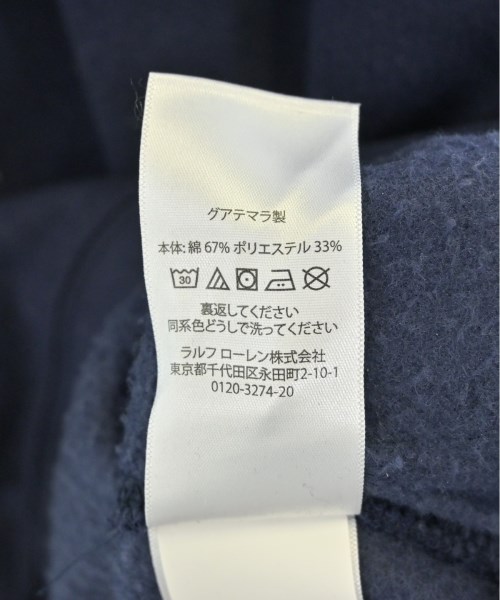 グアテマラ製
本体: 綿 67% ポリエステル 33%
30
裏返してください
同系色どうしで洗ってください
ラルフ ローレン株式会社
東京都千代田区永田町2-10-1
0120-3274-20